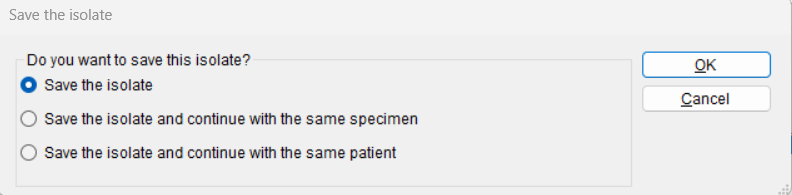 Save the isolate
Do you want to save this isolate?
Save the isolate
Save the isolate and continue with the same specimen
Save the isolate and continue with the same patient
OK
Cancel